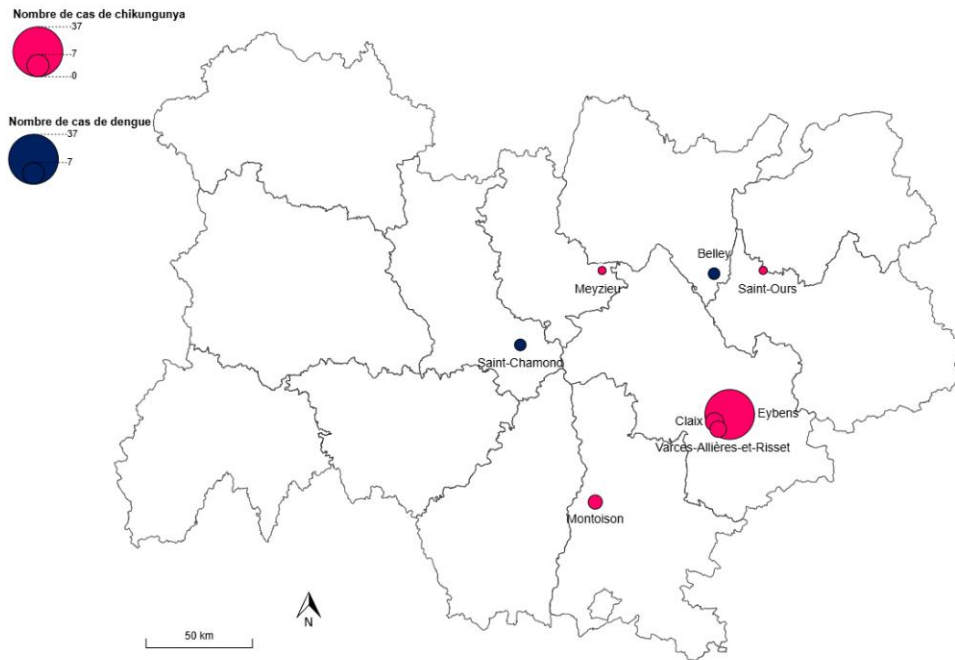 Nombre de cas de chikungunya
37
7
0
Nombre de cas de dengue
37
7
Belley
Meyzieu
Saint-Ours
Saint-Chamond
Eybens
Claix
Varces-Allières-et-Risset
Montoison
50 km
N